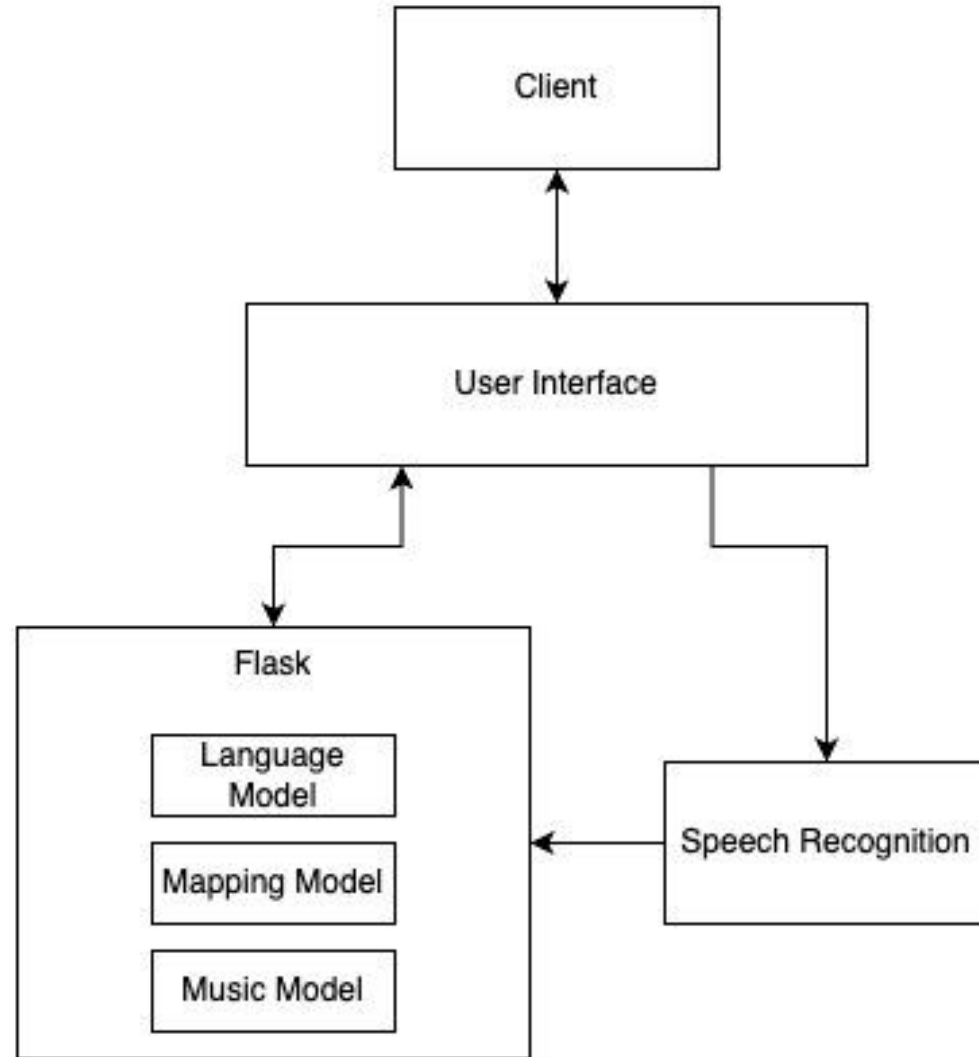 Client
User Interface
Flask
Language
Model
Mapping Model
Music Model
Speech Recognition